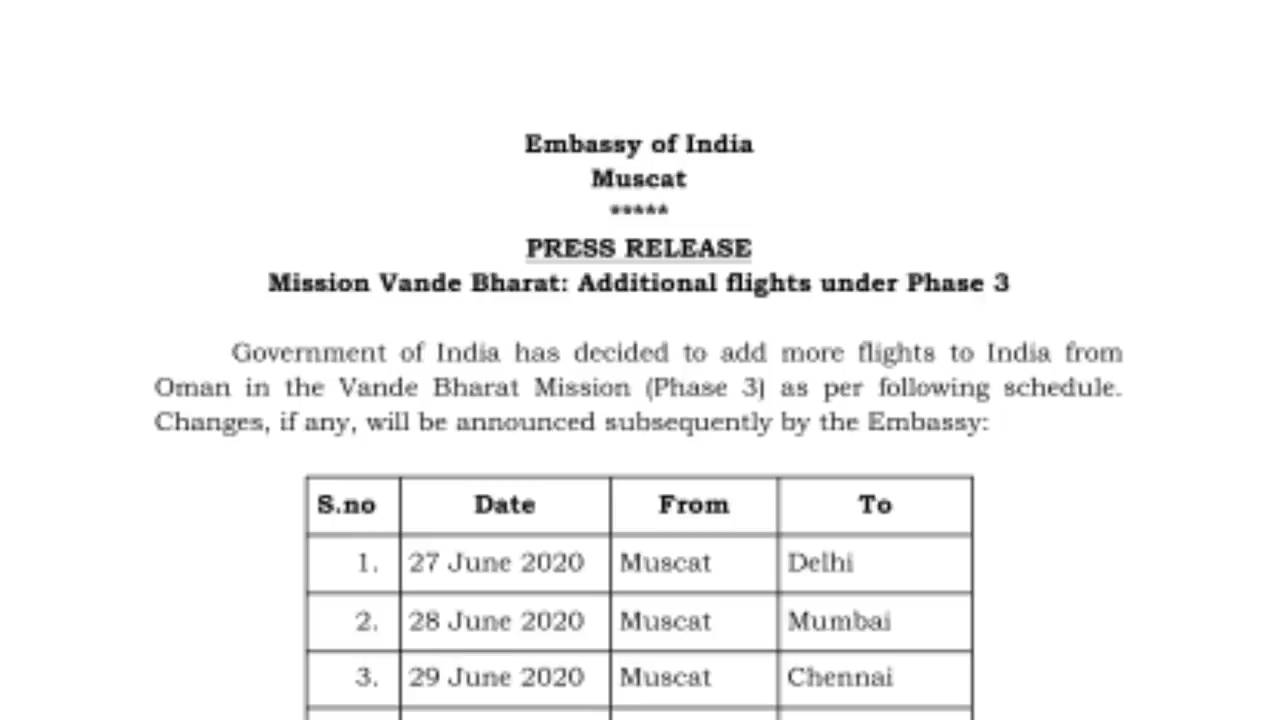 Embassy of India
Muscat
*****
PRESS RELEASE
Mission Vande Bharat: Additional flights under Phase 3
Government of India has decided to add more flights to India from
Oman in the Vande Bharat Mission (Phase 3) as per following schedule.
Changes, if any, will be announced subsequently by the Embassy:
S.no Date From To
1. 27 June 2020 Muscat Delhi
2. 28 June 2020 Muscat Mumbai
3. 29 June 2020 Muscat Chennai